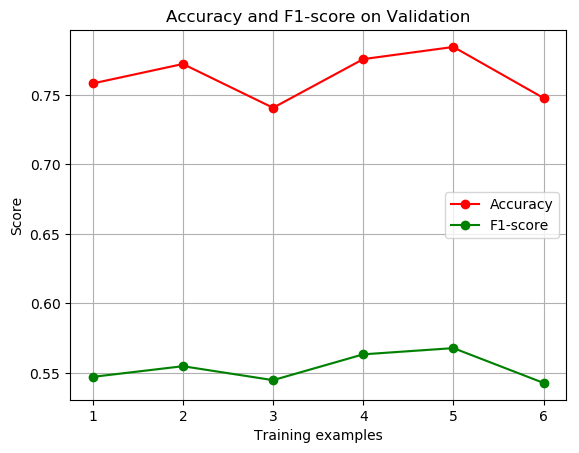 Accuracy and F1-score on Validation
Score
0.75
0.70
0.65
0.60
0.55
Accuracy
F1-score
1 2 3 4 5 6
Training examples